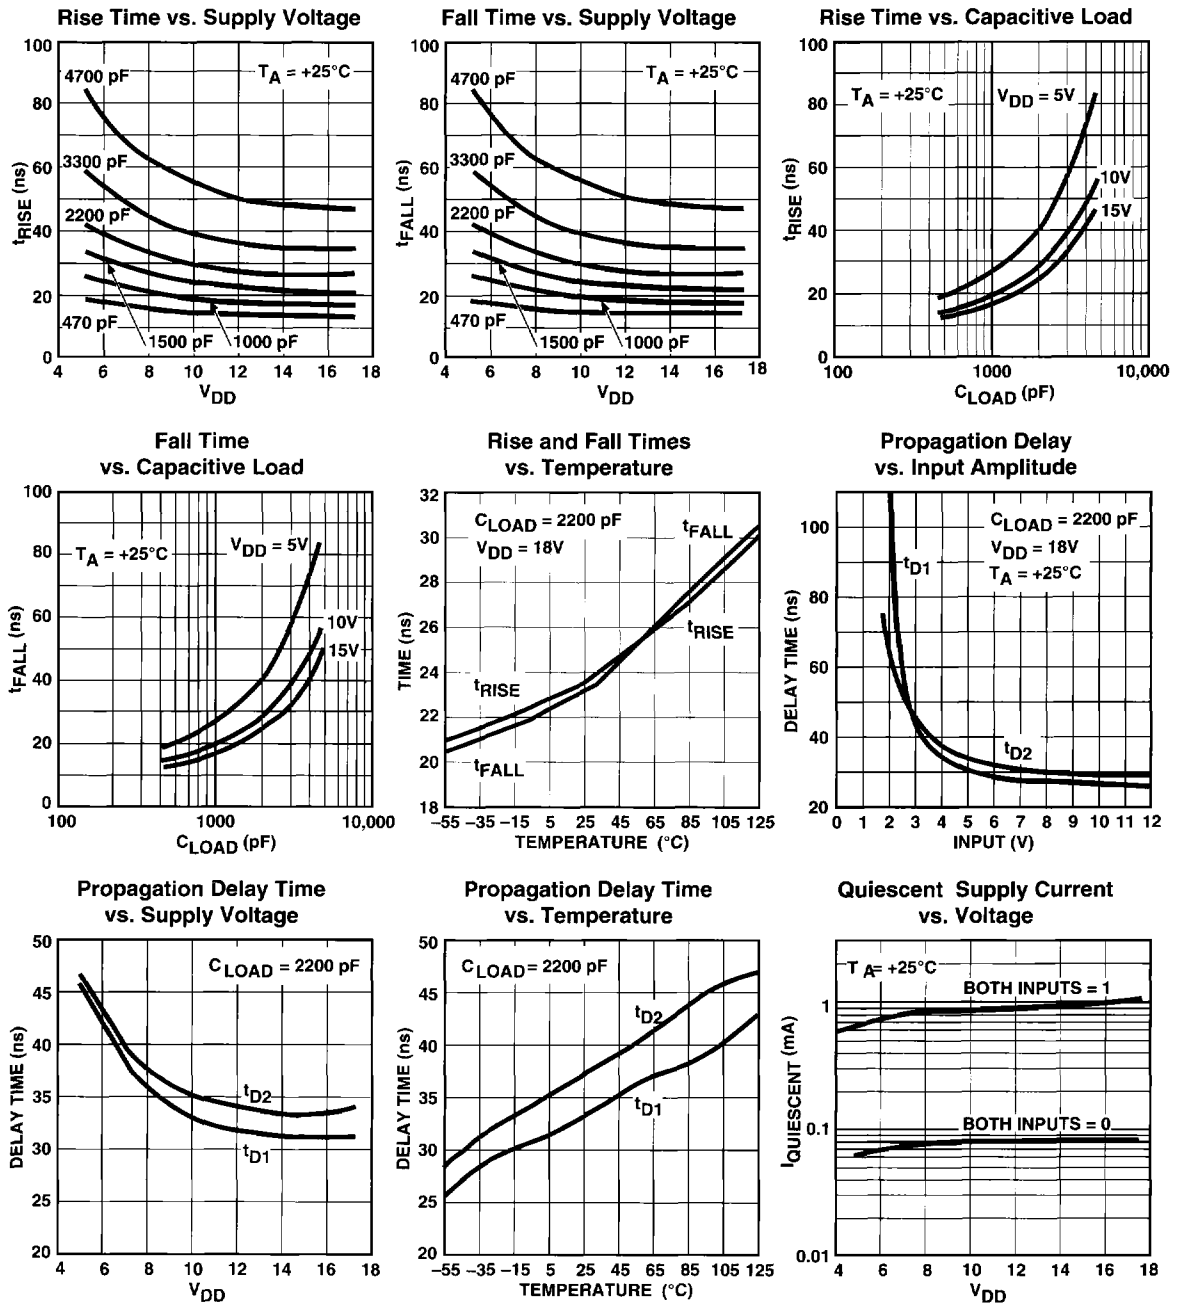 Rise Time vs. Supply Voltage
100
80
60
40
20
0
tRISE (ns)
4700 pF
TA = +25°C
3300 pF
2200 pF
470 pF
1500 pF
1000 pF
4 6 8 10 12 14 16 18
VDD
Fall Time vs. Supply Voltage
100
80
60
40
20
0
tFALL (ns)
4700 pF
TA = +25°C
3300 pF
2200 pF
470 pF
1500 pF
1000 pF
4 6 8 10 12 14 16 18
VDD
Rise Time vs. Capacitive Load
100
80
60
40
20
0
tRISE (ns)
TA = +25°C
VDD = 5V
10V
15V
100 1000 10,000
CLOAD (pF)
Fall Time
vs. Capacitive Load
100
80
60
40
20
0
tFALL (ns)
TA = +25°C
VDD = 5V
10V
15V
100 1000 10,000
CLOAD (pF)
Rise and Fall Times
vs. Temperature
32
30
28
26
24
22
20
18
TIME (ns)
CLOAD = 2200 pF
VDD = 18V
tFALL
tRISE
tRISE
tFALL
–55 –35 –15 5 25 45 65 85 105 125
TEMPERATURE (°C)
Propagation Delay
vs. Input Amplitude
100
80
60
40
20
DELAY TIME (ns)
CLOAD = 2200 pF
VDD = 18V
TA = +25°C
tD1
tD2
0 1 2 3 4 5 6 7 8 9 10 11 12
INPUT (V)
Propagation Delay Time
vs. Supply Voltage
50
45
40
35
30
25
20
DELAY TIME (ns)
CLOAD = 2200 pF
tD2
tD1
4 6 8 10 12 14 16 18
VDD
Propagation Delay Time
vs. Temperature
50
45
40
35
30
25
20
DELAY TIME (ns)
CLOAD = 2200 pF
tD2
tD1
–55 –35 –15 5 25 45 65 85 105 125
TEMPERATURE (°C)
Quiescent Supply Current
vs. Voltage
1
0.1
0.01
IQUIESCENT (mA)
TA= +25°C
BOTH INPUTS = 1
BOTH INPUTS = 0
4 6 8 10 12 14 16 18
VDD